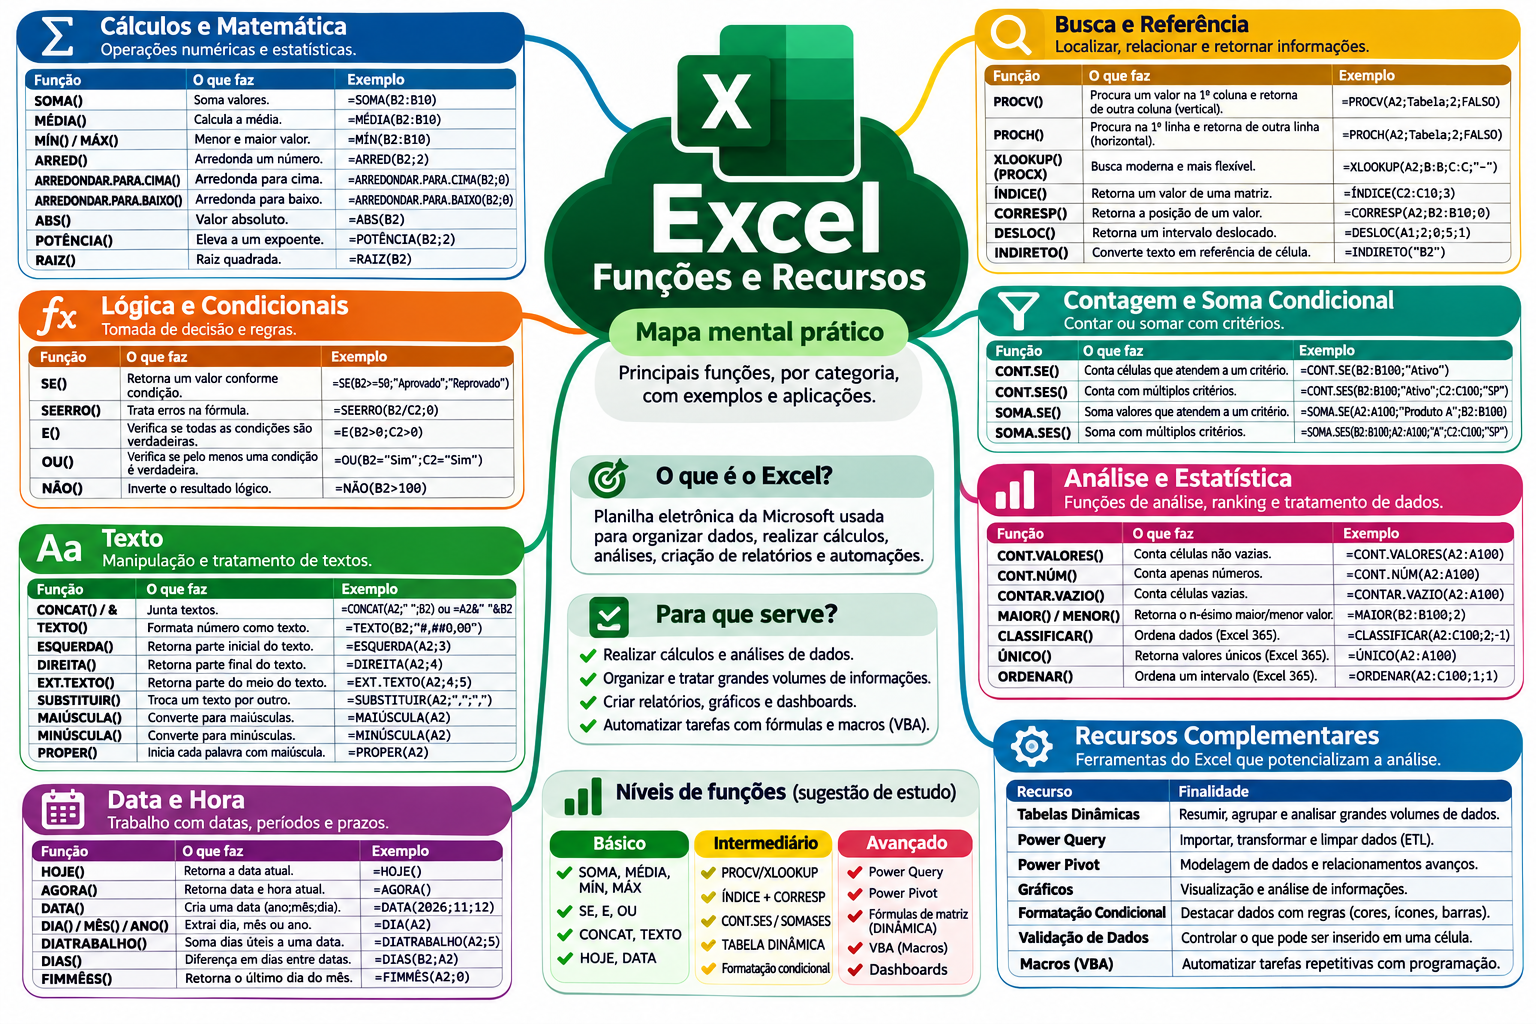 Cálculos e Matemática
Operações numéricas e estatísticas.
Função O que faz Exemplo
SOMA() Soma valores. =SOMA(B2:B10)
MÉDIA() Calcula a média. =MÉDIA(B2:B10)
MÍN() / MÁX() Menor e maior valor. =MÍN(B2:B10)
ARRED() Arredonda um número. =ARRED(B2;2)
ARREDONDAR.PARA.CIMA() Arredonda para cima. =ARREDONDAR.PARA.CIMA(B2;0)
ARREDONDAR.PARA.BAIXO() Arredonda para baixo. =ARREDONDAR.PARA.BAIXO(B2;0)
ABS() Valor absoluto. =ABS(B2)
POTÊNCIA() Eleva a um expoente. =POTÊNCIA(B2;2)
RAIZ() Raiz quadrada. =RAIZ(B2)
fx Lógica e Condicionais
Tomada de decisão e regras.
Função O que faz Exemplo
SE() Retorna um valor conforme
condição. =SE(B2>=50;"Aprovado";"Reprovado")
SEERRO() Trata erros na fórmula. =SEERRO(B2/C2;0)
E() Verifica se todas as condições são
verdadeiras. =E(B2>0;C2>0)
OU() Verifica se pelo menos uma condição
é verdadeira. =OU(B2="Sim";C2="Sim")
NÃO() Inverte o resultado lógico. =NÃO(B2>100)
Aa Texto
Manipulação e tratamento de textos.
Função O que faz Exemplo
CONCAT() / & Junta textos. =CONCAT(A2;" ";B2) ou =A2&" "&B2
TEXTO() Formata número como texto. =TEXTO(B2;"#,##0,00")
ESQUERDA() Retorna parte inicial do texto. =ESQUERDA(A2;3)
DIREITA() Retorna parte final do texto. =DIREITA(A2;4)
EXT.TEXTO() Retorna parte do meio do texto. =EXT.TEXTO(A2;4;5)
SUBSTITUIR() Troca um texto por outro. =SUBSTITUIR(A2;",";",")
MAIÚSCULA() Converte para maiúsculas. =MAIÚSCULA(A2)
MINÚSCULA() Converte para minúsculas. =MINÚSCULA(A2)
PROPER() Inicia cada palavra com maiúscula. =PROPER(A2)
Data e Hora
Trabalho com datas, períodos e prazos.
Função O que faz Exemplo
HOJE() Retorna a data atual. =HOJE()
AGORA() Retorna data e hora atual. =AGORA()
DATA() Cria uma data (ano;mês;dia). =DATA(2026;11;12)
DIA() / MÊS() / ANO() Extrai dia, mês ou ano. =DIA(A2)
DIATRABALHO() Soma dias úteis a uma data. =DIATRABALHO(A2;5)
DIAS() Diferença em dias entre datas. =DIAS(B2;A2)
FIMMÊS() Retorna o último dia do mês. =FIMMÊS(A2;0)
X
Excel
Funções e Recursos
Mapa mental prático
Principais funções, por categoria,
com exemplos e aplicações.
O que é o Excel?
Planilha eletrônica da Microsoft usada
para organizar dados, realizar cálculos,
análises, criação de relatórios e automações.
Para que serve?
Realizar cálculos e análises de dados.
Organizar e tratar grandes volumes de informações.
Criar relatórios, gráficos e dashboards.
Automatizar tarefas com fórmulas e macros (VBA).
Níveis de funções (sugestão de estudo)
Básico
SOMA, MÉDIA,
MÍN, MÁX
SE, E, OU
CONCAT, TEXTO
HOJE, DATA
Intermediário
PROCV/XLOOKUP
ÍNDICE + CORRESP
CONT.SES / SOMASES
TABELA DINÂMICA
Formatação condicional
Avançado
Power Query
Power Pivot
Fórmulas de matriz
(DINÂMICA)
VBA (Macros)
Dashboards
Busca e Referência
Localizar, relacionar e retornar informações.
Função O que faz Exemplo
PROCV() Procura um valor na 1ª coluna e retorna
de outra coluna (vertical). =PROCV(A2;Tabela;2;FALSO)
PROCH() Procura na 1ª linha e retorna de outra linha
(horizontal). =PROCH(A2;Tabela;2;FALSO)
XLOOKUP()
(PROCX) Busca moderna e mais flexível. =XLOOKUP(A2;B:B;C:C;"-")
ÍNDICE() Retorna um valor de uma matriz. =ÍNDICE(C2:C10;3)
CORRESP() Retorna a posição de um valor. =CORRESP(A2;B2:B10;0)
DESLOC() Retorna um intervalo deslocado. =DESLOC(A1;2;0;5;1)
INDIRETO() Converte texto em referência de célula. =INDIRETO("B2")
Contagem e Soma Condicional
Contar ou somar com critérios.
Função O que faz Exemplo
CONT.SE() Conta células que atendem a um critério. =CONT.SE(B2:B100;"Ativo")
CONT.SES() Conta com múltiplos critérios. =CONT.SES(B2:B100;"Ativo";C2:C100;"SP")
SOMA.SE() Soma valores que atendem a um critério. =SOMA.SE(A2:A100;"Produto A";B2:B100)
SOMA.SES() Soma com múltiplos critérios. =SOMA.SES(B2:B100;A2:A100;"A";C2:C100;"SP")
Análise e Estatística
Funções de análise, ranking e tratamento de dados.
Função O que faz Exemplo
CONT.VALORES() Conta células não vazias. =CONT.VALORES(A2:A100)
CONT.NÚM() Conta apenas números. =CONT.NÚM(A2:A100)
CONTAR.VAZIO() Conta células vazias. =CONTAR.VAZIO(A2:A100)
MAIOR() / MENOR() Retorna o n-ésimo maior/menor valor. =MAIOR(B2:B100;2)
CLASSIFICAR() Ordena dados (Excel 365). =CLASSIFICAR(A2:C100;2;-1)
ÚNICO() Retorna valores únicos (Excel 365). =ÚNICO(A2:A100)
ORDENAR() Ordena um intervalo (Excel 365). =ORDENAR(A2:C100;1;1)
Recursos Complementares
Ferramentas do Excel que potencializam a análise.
Recurso Finalidade
Tabelas Dinâmicas Resumir, agrupar e analisar grandes volumes de dados.
Power Query Importar, transformar e limpar dados (ETL).
Power Pivot Modelagem de dados e relacionamentos avanços.
Gráficos Visualização e análise de informações.
Formatação Condicional Destacar dados com regras (cores, ícones, barras).
Validação de Dados Controlar o que pode ser inserido em uma célula.
Macros (VBA) Automatizar tarefas repetitivas com programação.